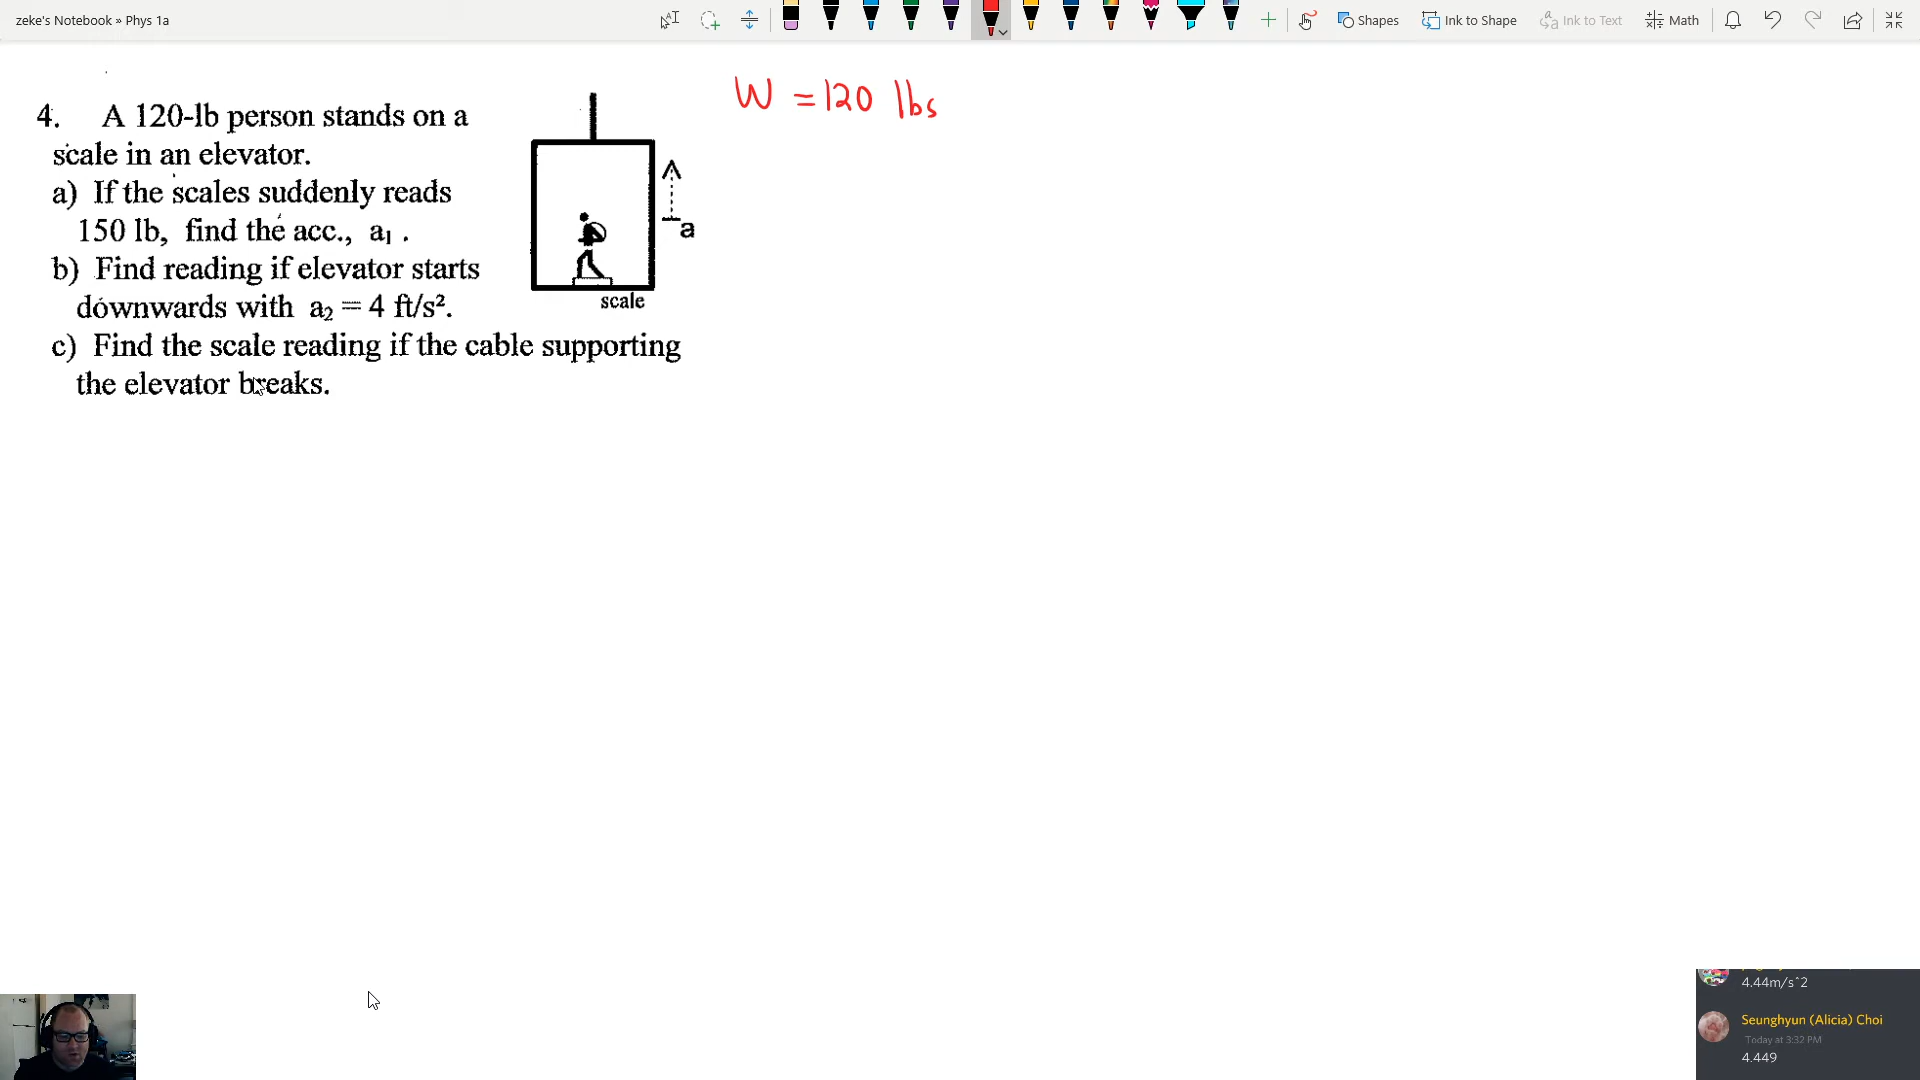 zeke's Notebook » Phys 1a
Shapes
Ink to Shape
Ink to Text
Math
W = 120 lbs
4. A 120-lb person stands on a
scale in an elevator.
a) If the scales suddenly reads
150 lb, find the acc., a₁ .
b) Find reading if elevator starts
downwards with a₂ = 4 ft/s².
c) Find the scale reading if the cable supporting
the elevator breaks.
a
scale
4.44m/s^2
Seunghyun (Alicia) Choi
Today at 3:32 PM
4.449